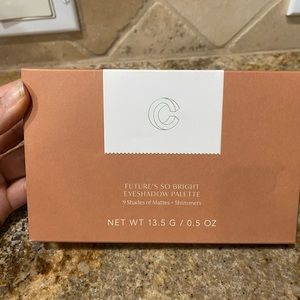 C
FUTURE'S SO BRIGHT
EYESHADOW PALETTE
9 Shades of Mattes + Shimmers
NET WT 13.5 G / 0.5 OZ